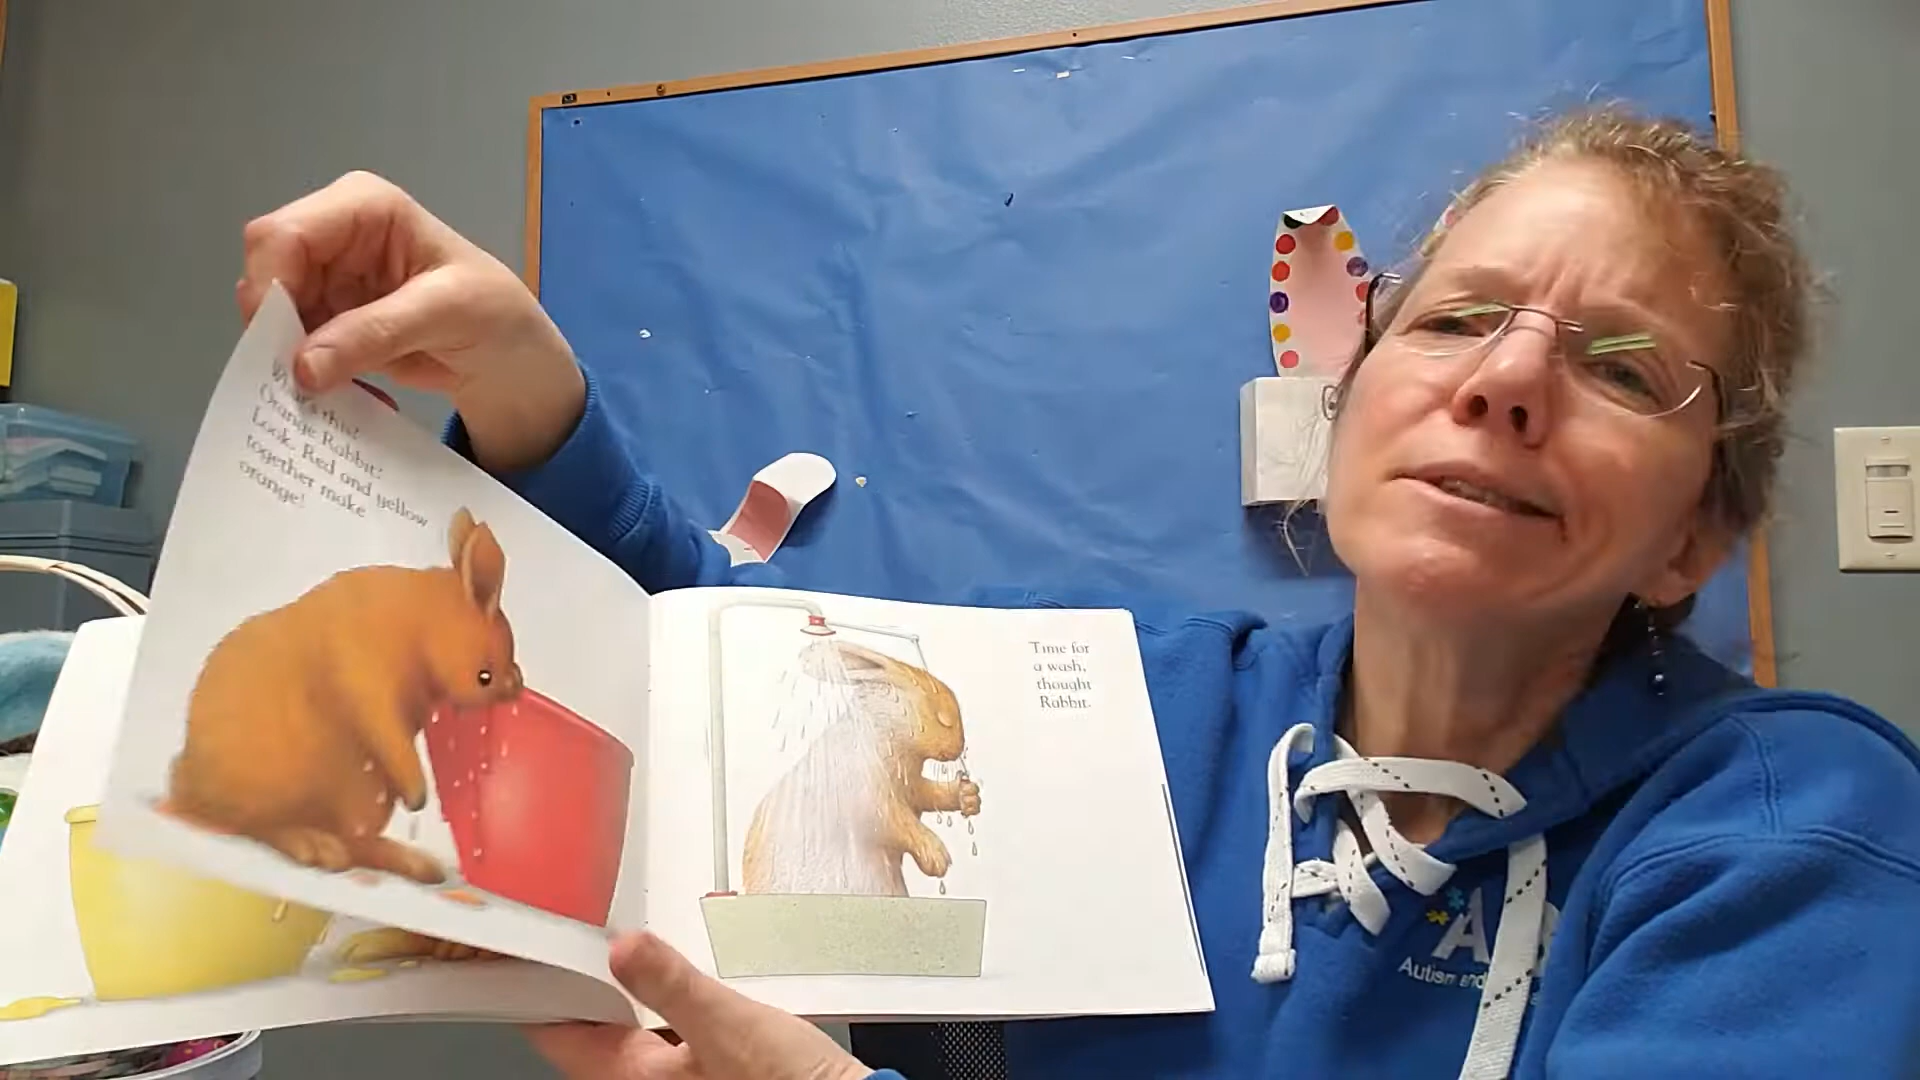 What's this?
Orange Rabbit!
Look. Red and yellow
together make
orange!
Time for
a wash,
thought
Rabbit.
A
Autism and